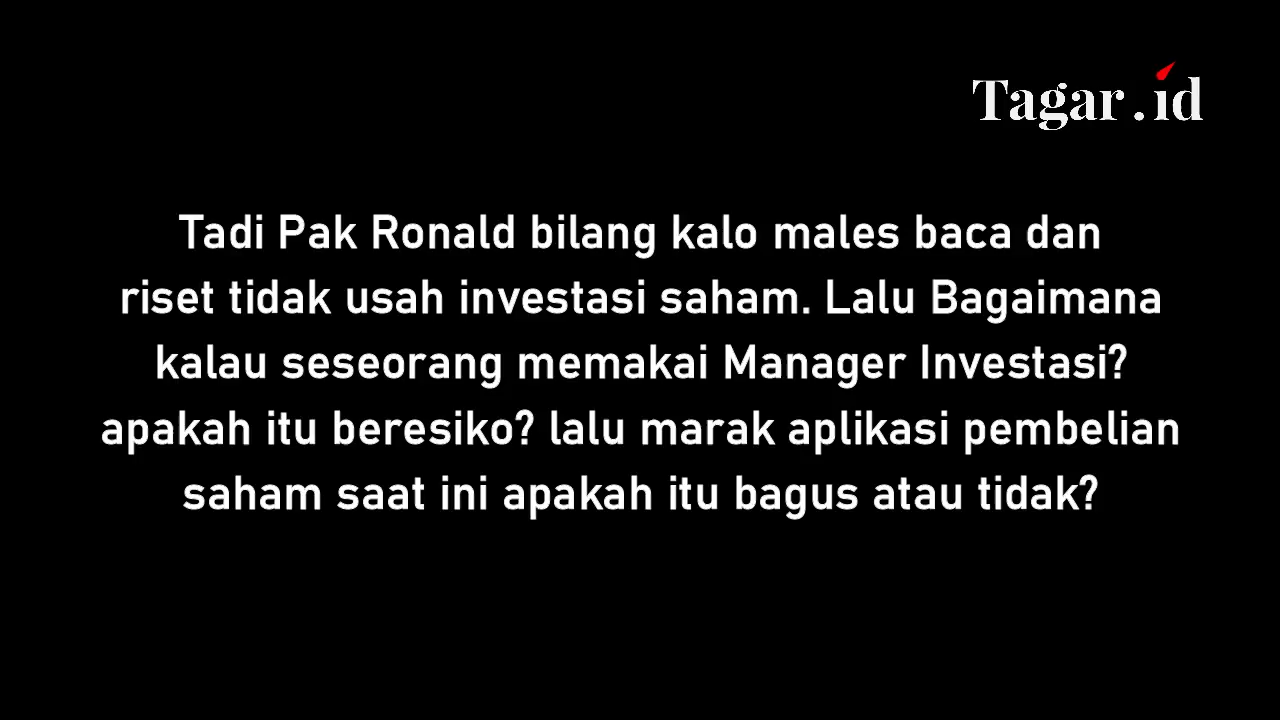 Tagar.id
Tadi Pak Ronald bilang kalo males baca dan
riset tidak usah investasi saham. Lalu Bagaimana
kalau seseorang memakai Manager Investasi?
apakah itu beresiko? lalu marak aplikasi pembelian
saham saat ini apakah itu bagus atau tidak?